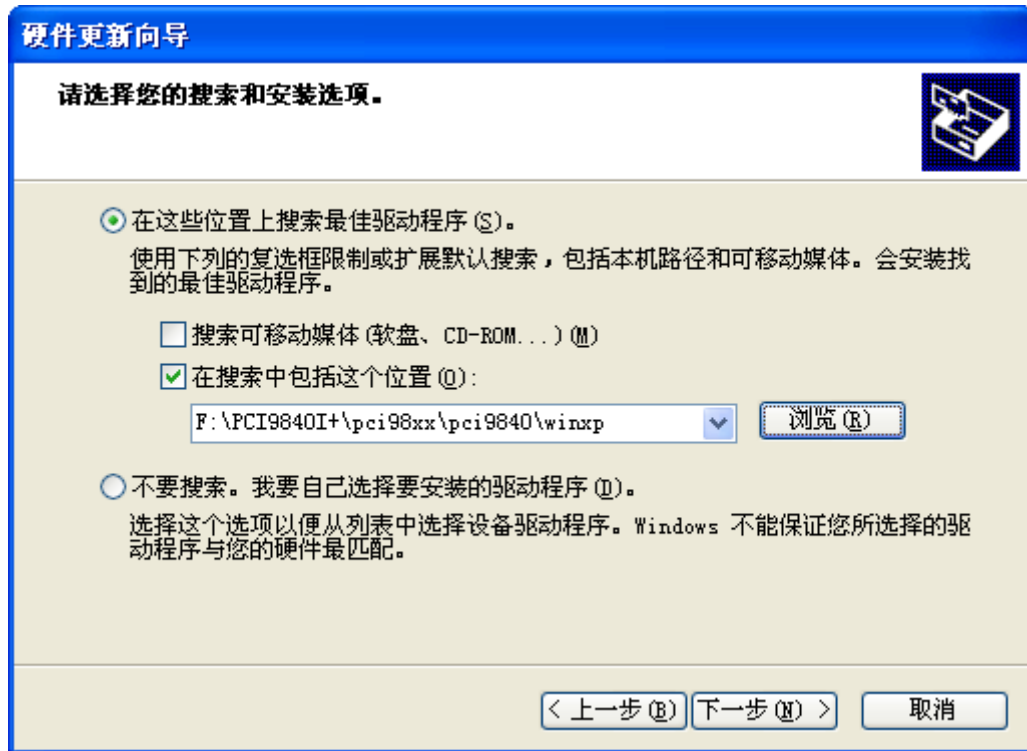 硬件更新向导
请选择您的搜索和安装选项。
在这些位置上搜索最佳驱动程序(S)。
使用下列的复选框限制或扩展默认搜索，包括本机路径和可移动媒体。会安装找
到的最佳驱动程序。
搜索可移动媒体(软盘、CD-ROM...)(M)
在搜索中包括这个位置(O):
F:\PCI9840I+\pci98xx\pci9840\winxp
浏览(R)
不要搜索。我要自己选择要安装的驱动程序(D)。
选择这个选项以便从列表中选择设备驱动程序。Windows 不能保证您所选择的驱
动程序与您的硬件最匹配。
< 上一步(B) 下一步(N) > 取消